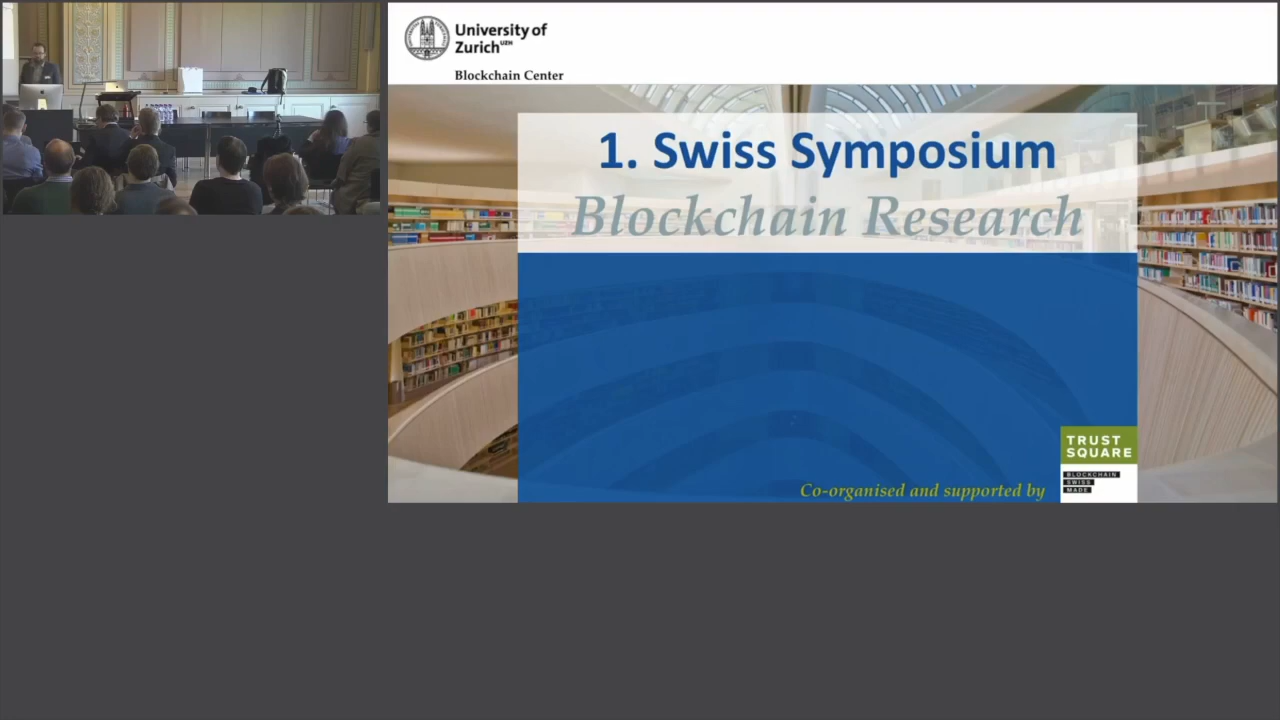 University of
Zurich UZH
Blockchain Center
1. Swiss Symposium
Blockchain Research
TRUST
SQUARE
BLOCKCHAIN
SWISS
MADE
Co-organised and supported by